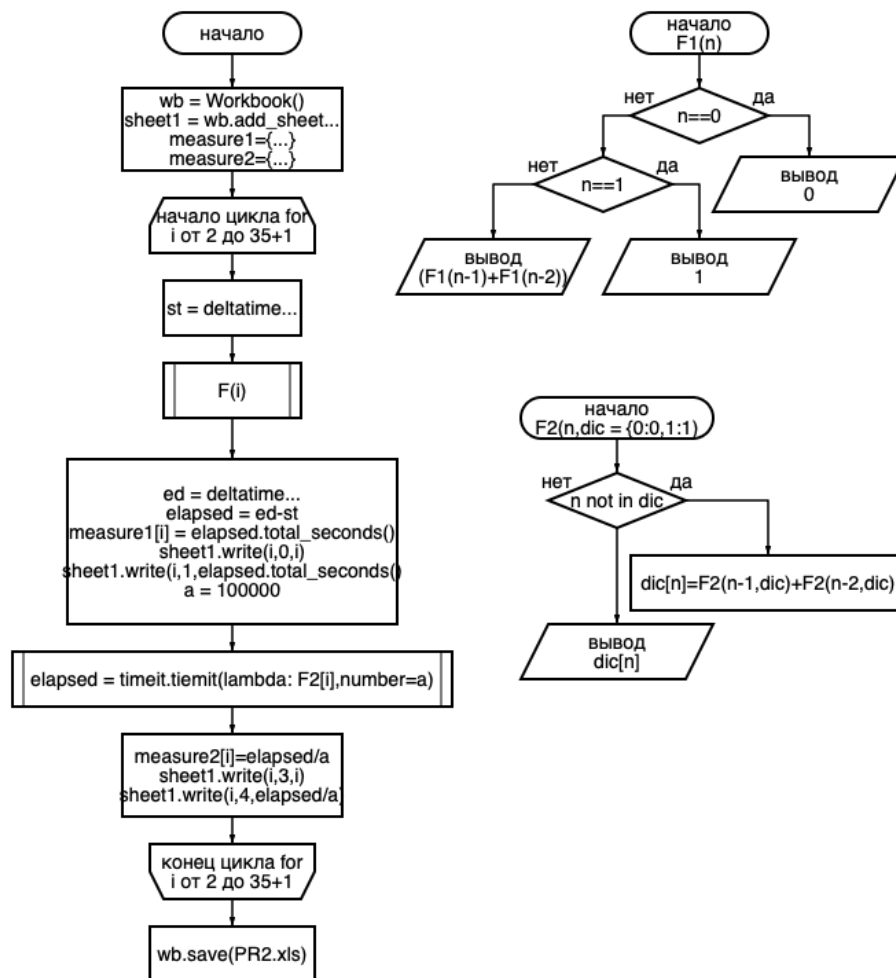 начало
wb = Workbook()
sheet1 = wb.add_sheet...
measure1={...}
measure2={...}
начало цикла for
i от 2 до 35+1
st = deltatime...
F(i)
ed = deltatime...
elapsed = ed-st
measure1[i] = elapsed.total_seconds()
sheet1.write(i,0,i)
sheet1.write(i,1,elapsed.total_seconds()
a = 100000
elapsed = timeit.tiemit(lambda: F2[i],number=a)
measure2[i]=elapsed/a
sheet1.write(i,3,i)
sheet1.write(i,4,elapsed/a)
конец цикла for
i от 2 до 35+1
wb.save(PR2.xls)
начало
F1(n)
нет
да
n==0
нет
да
n==1
вывод
0
вывод
(F1(n-1)+F1(n-2))
вывод
1
начало
F2(n,dic = {0:0,1:1)
нет
да
n not in dic
dic[n]=F2(n-1,dic)+F2(n-2,dic)
вывод
dic[n]